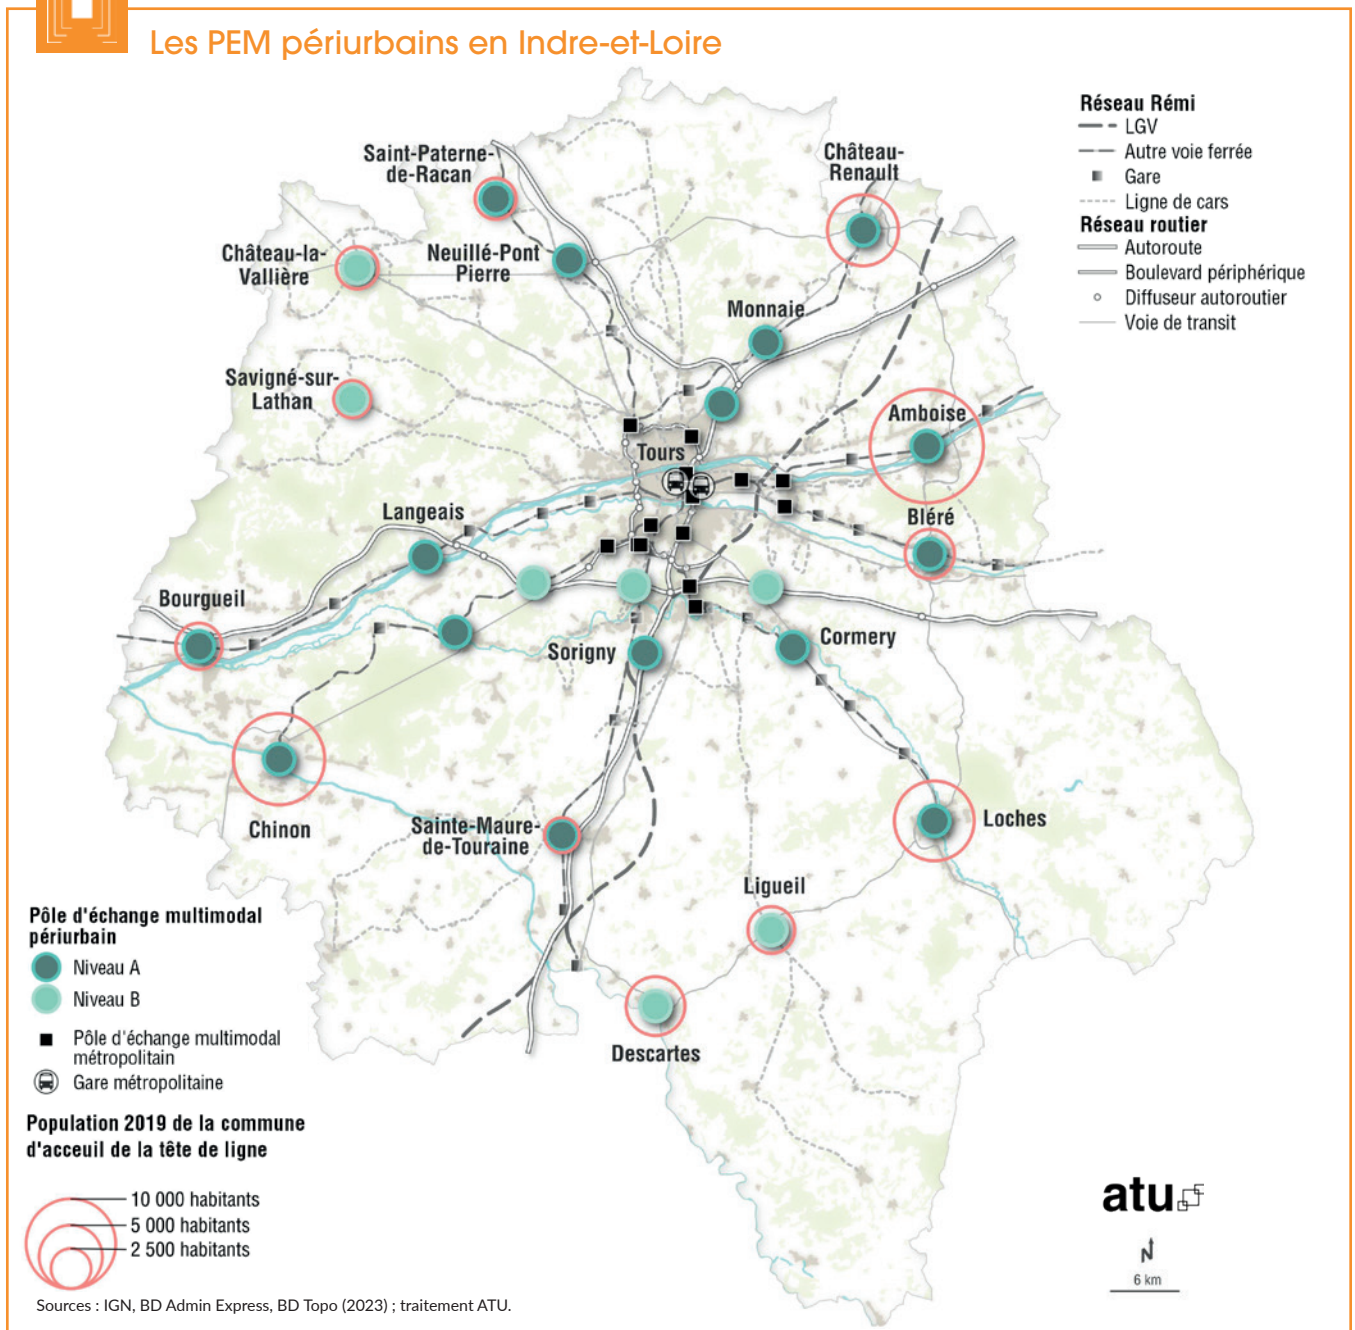 Les PEM périurbains en Indre-et-Loire
Réseau Rémi
LGV
Autre voie ferrée
Gare
Ligne de cars
Réseau routier
Autoroute
Boulevard périphérique
Diffuseur autoroutier
Voie de transit
Saint-Paterne-
de-Racan
Château-
Renault
Château-la-
Vallière
Neuillé-Pont
Pierre
Monnaie
Savigné-sur-
Lathan
Amboise
Tours
Langeais
Bléré
Bourgueil
Sorigny
Cormery
Chinon
Sainte-Maure-
de-Touraine
Loches
Ligueil
Descartes
Pôle d'échange multimodal
périurbain
Niveau A
Niveau B
Pôle d'échange multimodal
métropolitain
Gare métropolitaine
Population 2019 de la commune
d'acceuil de la tête de ligne
10 000 habitants
5 000 habitants
2 500 habitants
atu
N
6 km
Sources : IGN, BD Admin Express, BD Topo (2023) ; traitement ATU.